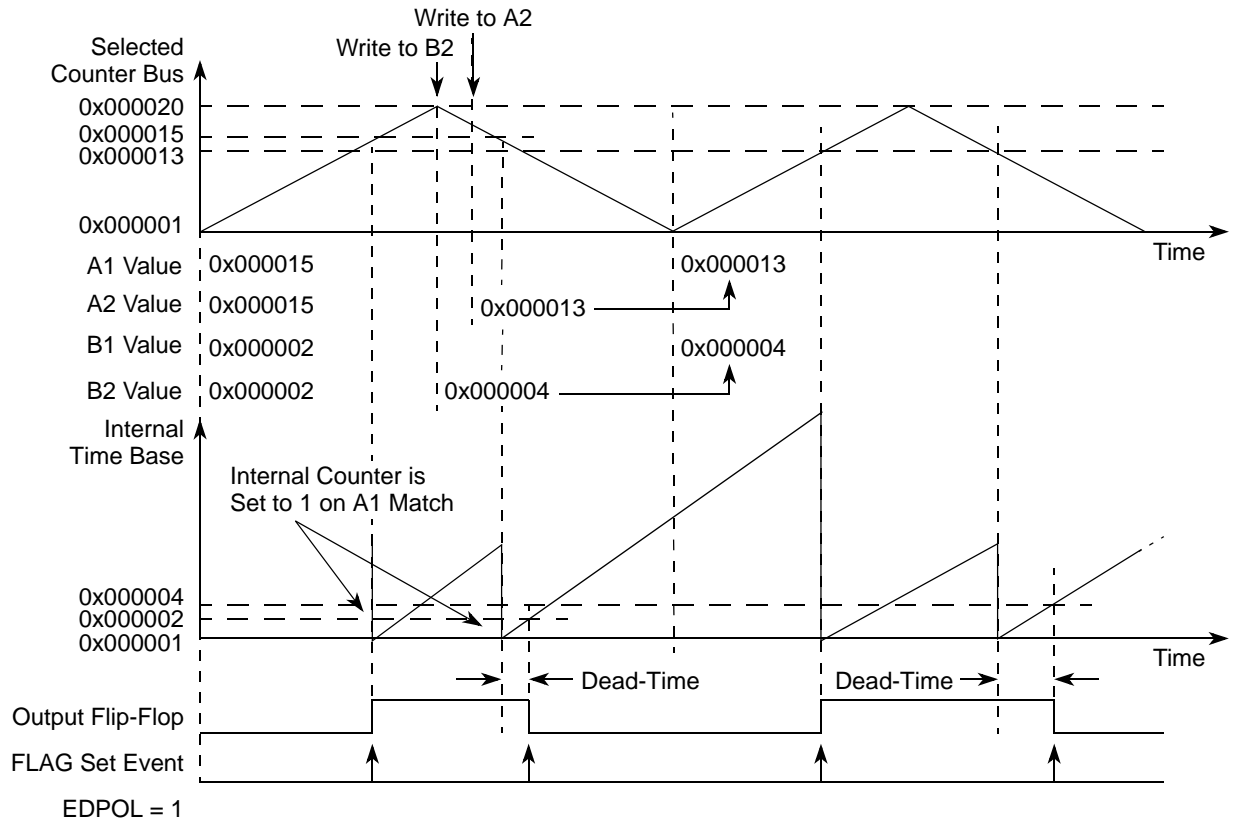 Write to A2
Write to B2
Selected
Counter Bus
0x000020
0x000015
0x000013
0x000001
Time
A1 Value 0x000015 0x000013
A2 Value 0x000015 0x000013
B1 Value 0x000002 0x000004
B2 Value 0x000002 0x000004
Internal
Time Base
Internal Counter is
Set to 1 on A1 Match
0x000004
0x000002
0x000001
Time
Dead-Time Dead-Time
Output Flip-Flop
FLAG Set Event
EDPOL = 1